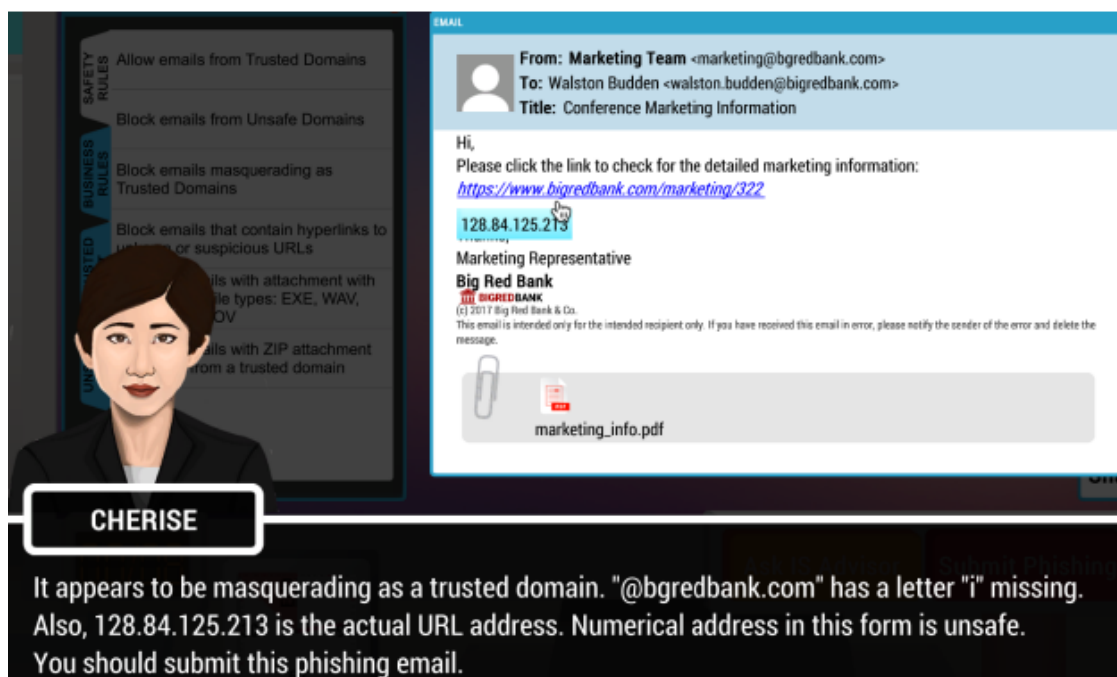 SAFETY RULES
Allow emails from Trusted Domains
Block emails from Unsafe Domains
BUSINESS RULES
Block emails masquerading as
Trusted Domains
Block emails that contain hyperlinks to
or suspicious URLs
ils with attachment with
ile types: EXE, WAV,
OV
ails with ZIP attachment
rom a trusted domain
EMAIL
From: Marketing Team <marketing@bgredbank.com>
To: Walston Budden <walston.budden@bigredbank.com>
Title: Conference Marketing Information
Hi,
Please click the link to check for the detailed marketing information:
https://www.bigredbank.com/marketing/322
128.84.125.213
Marketing Representative
Big Red Bank
BIGREDBANK
(c) 2017 Big Red Bank & Co.
This email is intended only for the intended recipient only. If you have received this email in error, please notify the sender of the error and delete the
message.
marketing_info.pdf
Submit Phishing
CHERISE
It appears to be masquerading as a trusted domain. "@bgredbank.com" has a letter "i" missing.
Also, 128.84.125.213 is the actual URL address. Numerical address in this form is unsafe.
You should submit this phishing email.